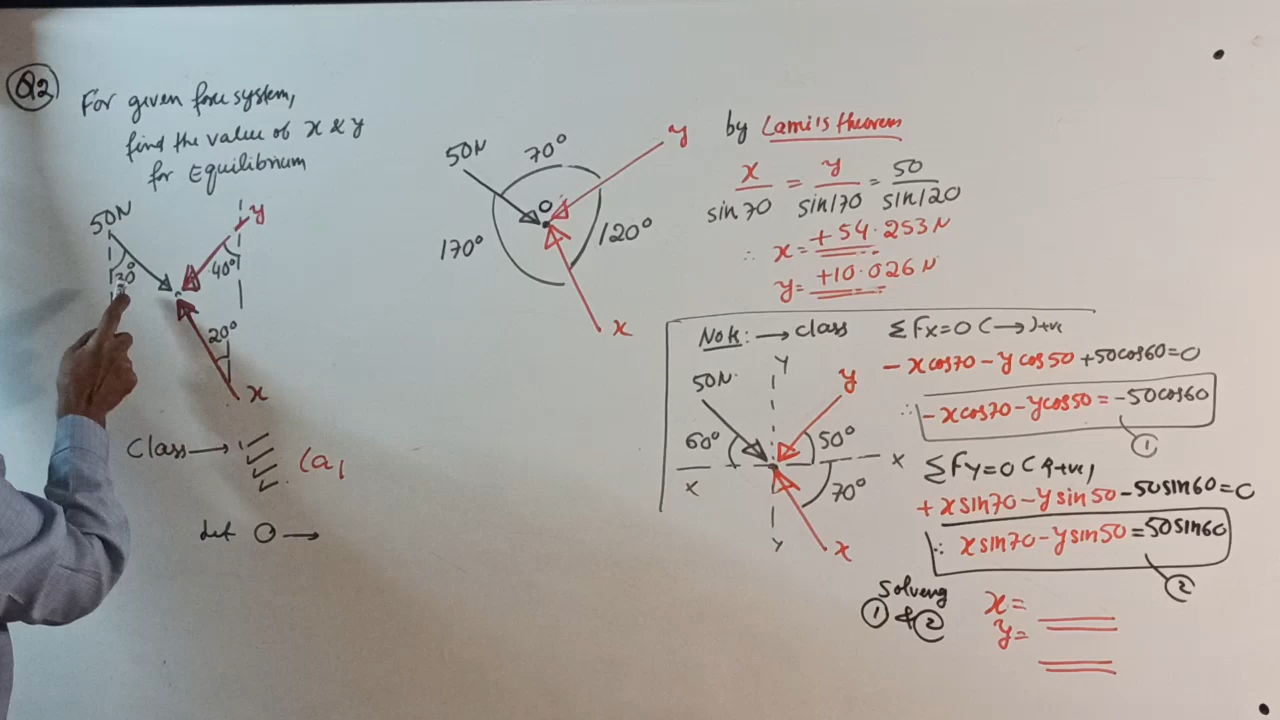 Q2
For given force system,
find the value of x & y
for Equilibrium
50N
y
30°
40°
20°
x
Class →
(a,
let O →
50N
70°
y
O
170°
120°
x
by Lami's theorem
x/sin70 = y/sin170 = 50/sin120
∴ x = +54.253N
y = +10.026N
Note: → class
ΣFx=0 (→)+ve
-xcos70-ycos50+50cos60=0
∴ -xcos70-ycos50=-50cos60
1
ΣFy=0 (↑+ve)
+xsin70-ysin50-50sin60=0
∴ xsin70-ysin50=50sin60
2
Y
50N
y
60°
50°
X
X
70°
Y
x
Solving
1 & 2
x=
y=